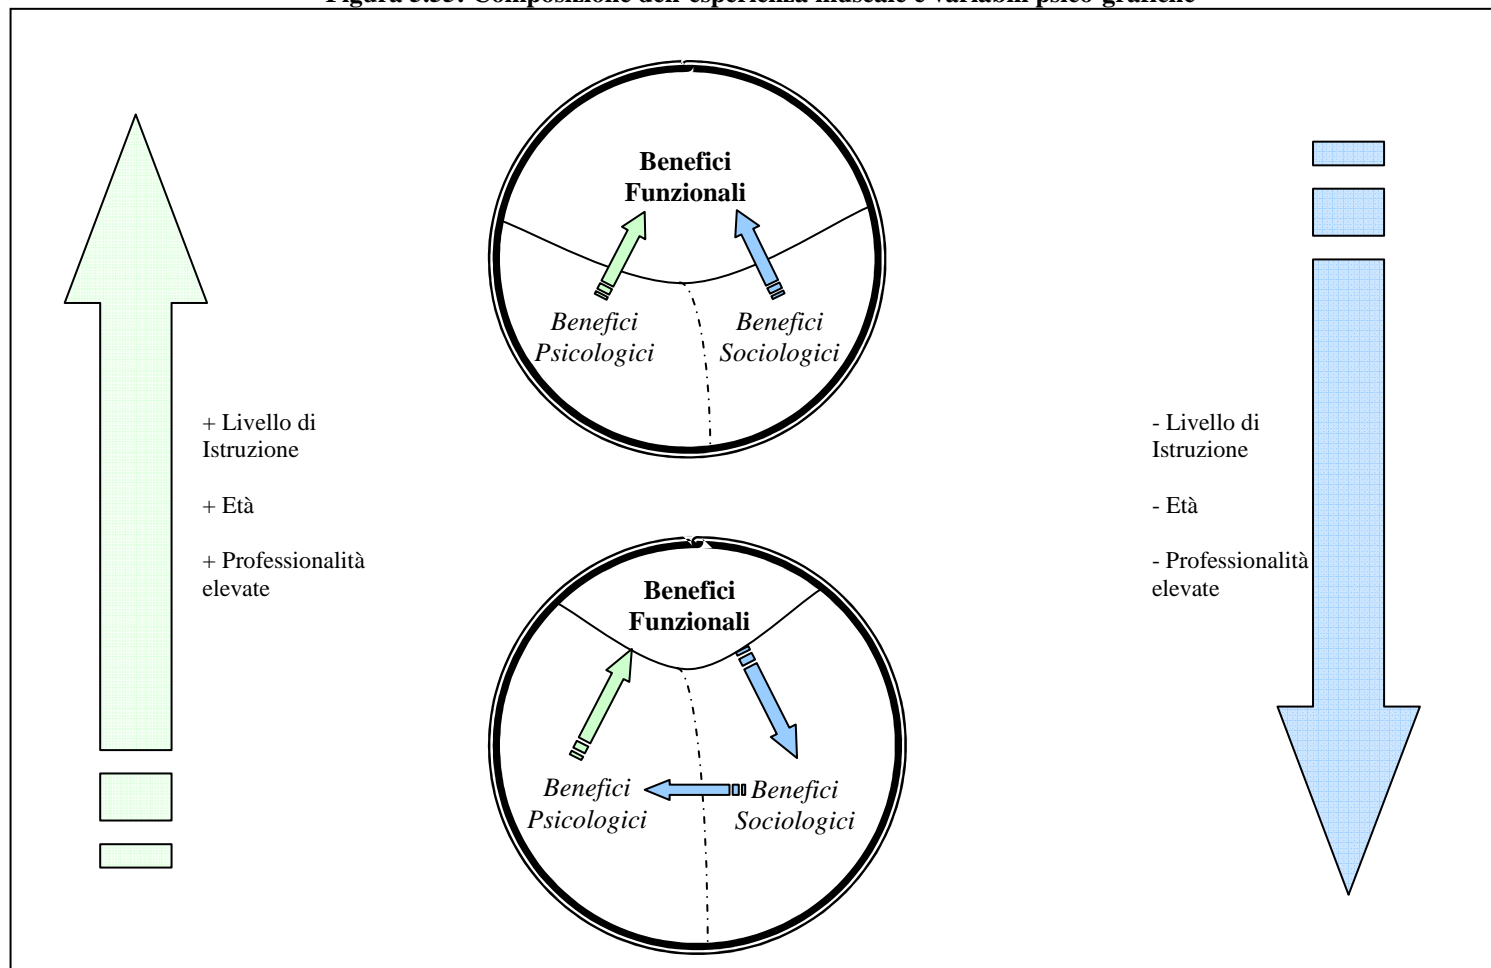 Benefici
Funzionali
Benefici
Psicologici
Benefici
Sociologici
+ Livello di
Istruzione
+ Età
+ Professionalità
elevate
- Livello di
Istruzione
- Età
- Professionalità
elevate
Benefici
Funzionali
Benefici
Psicologici
Benefici
Sociologici